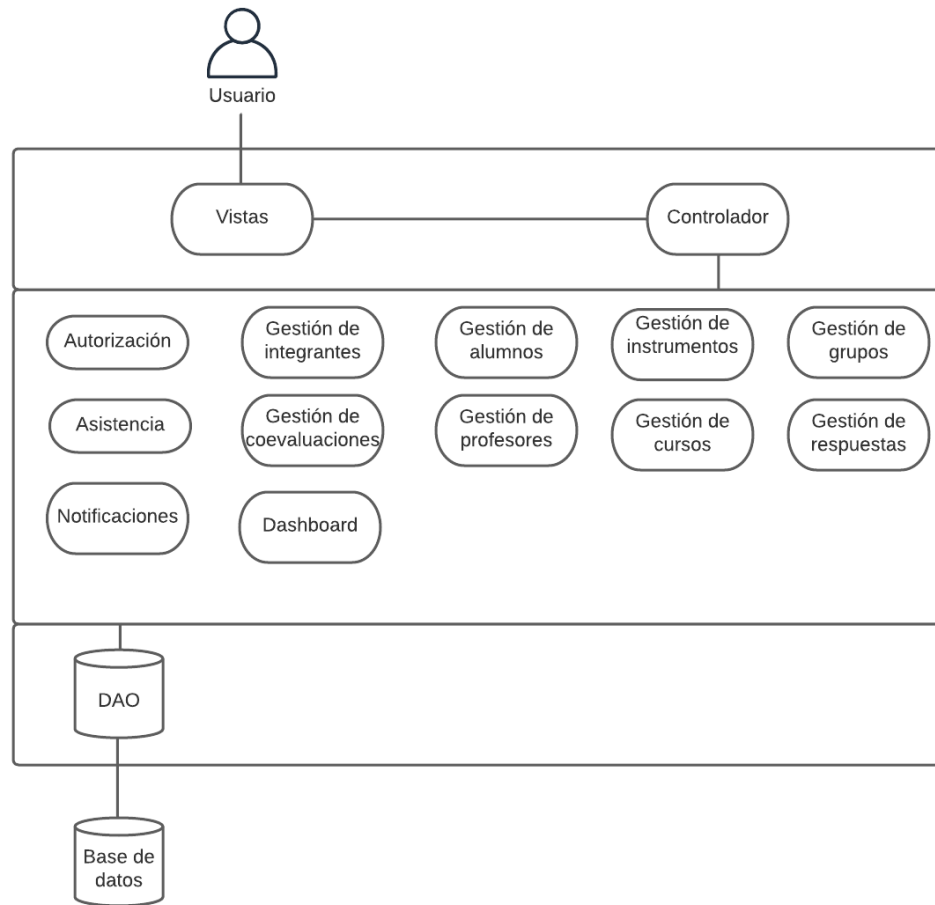 Usuario
Vistas
Controlador
Autorización
Gestión de
integrantes
Gestión de
alumnos
Gestión de
instrumentos
Gestión de
grupos
Asistencia
Gestión de
coevaluaciones
Gestión de
profesores
Gestión de
cursos
Gestión de
respuestas
Notificaciones
Dashboard
DAO
Base de
datos